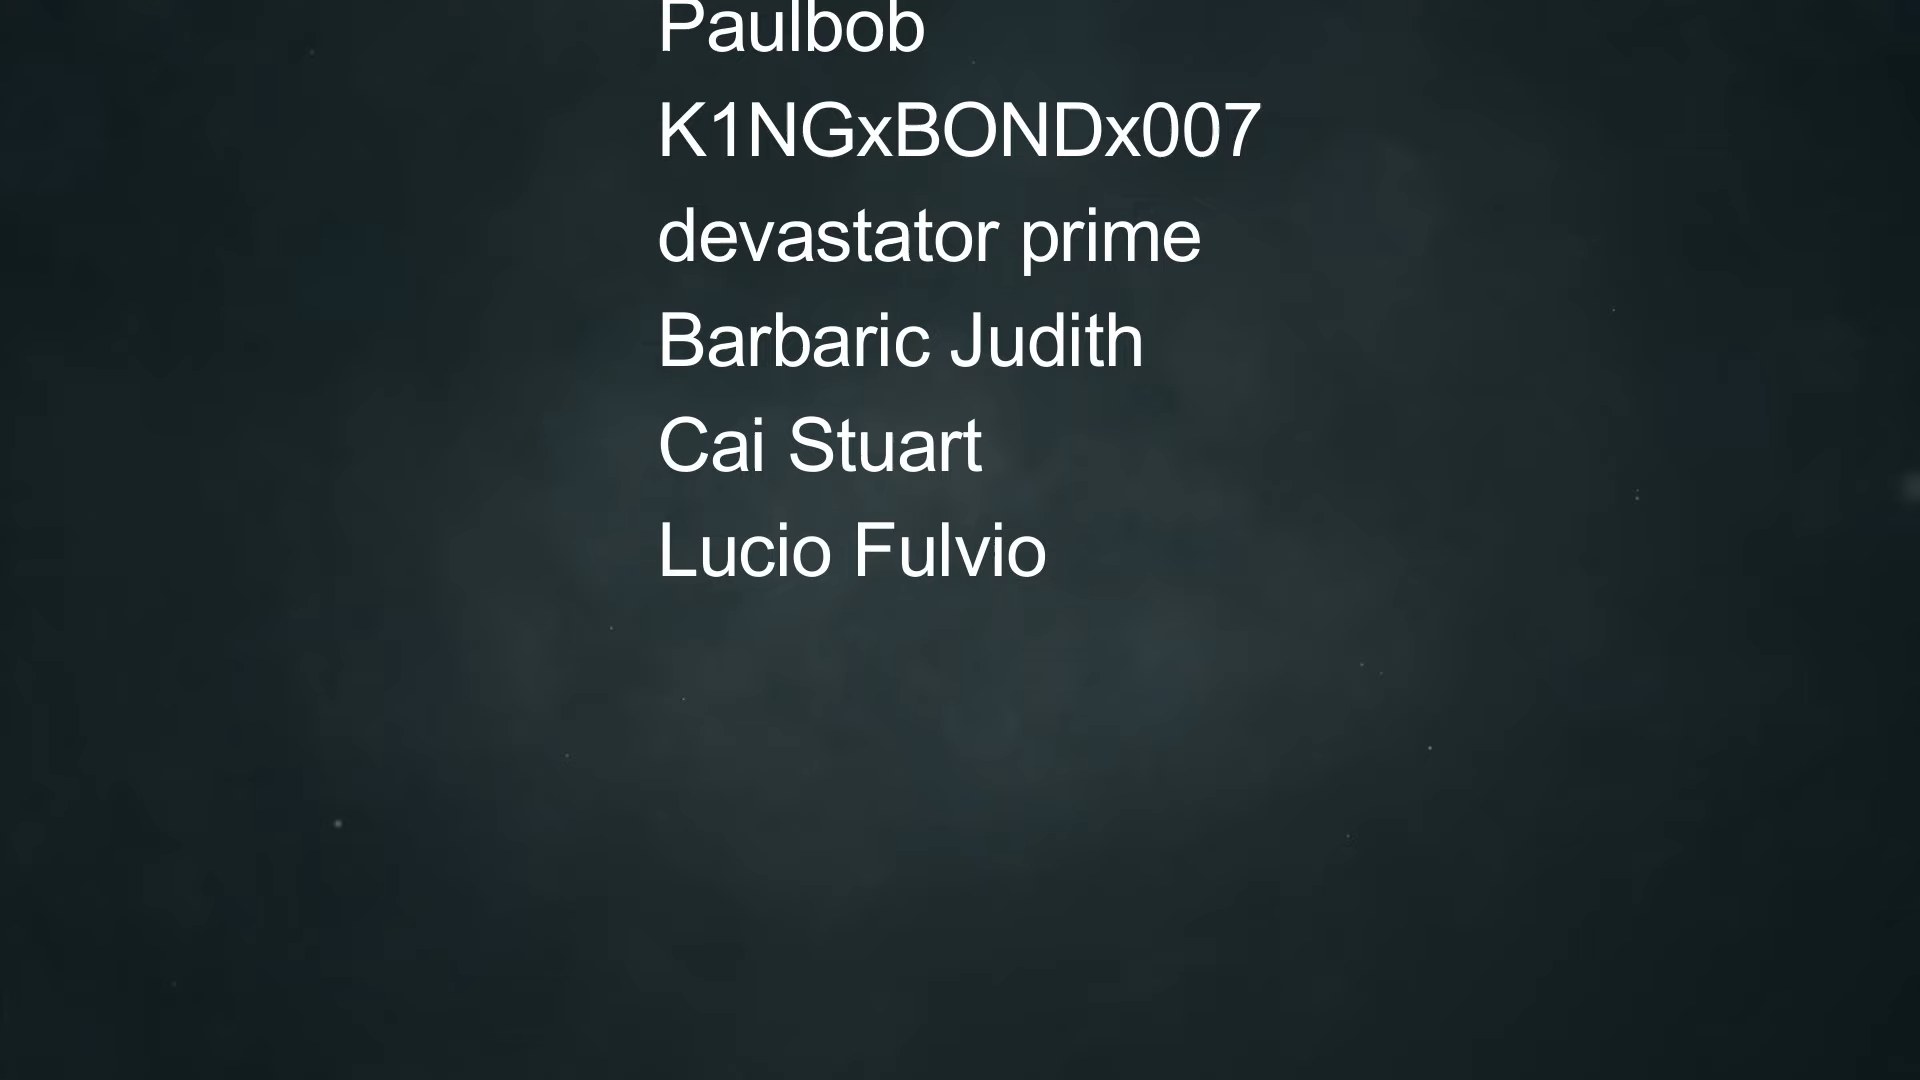 Paulbob
K1NGxBONDx007
devastator prime
Barbaric Judith
Cai Stuart
Lucio Fulvio